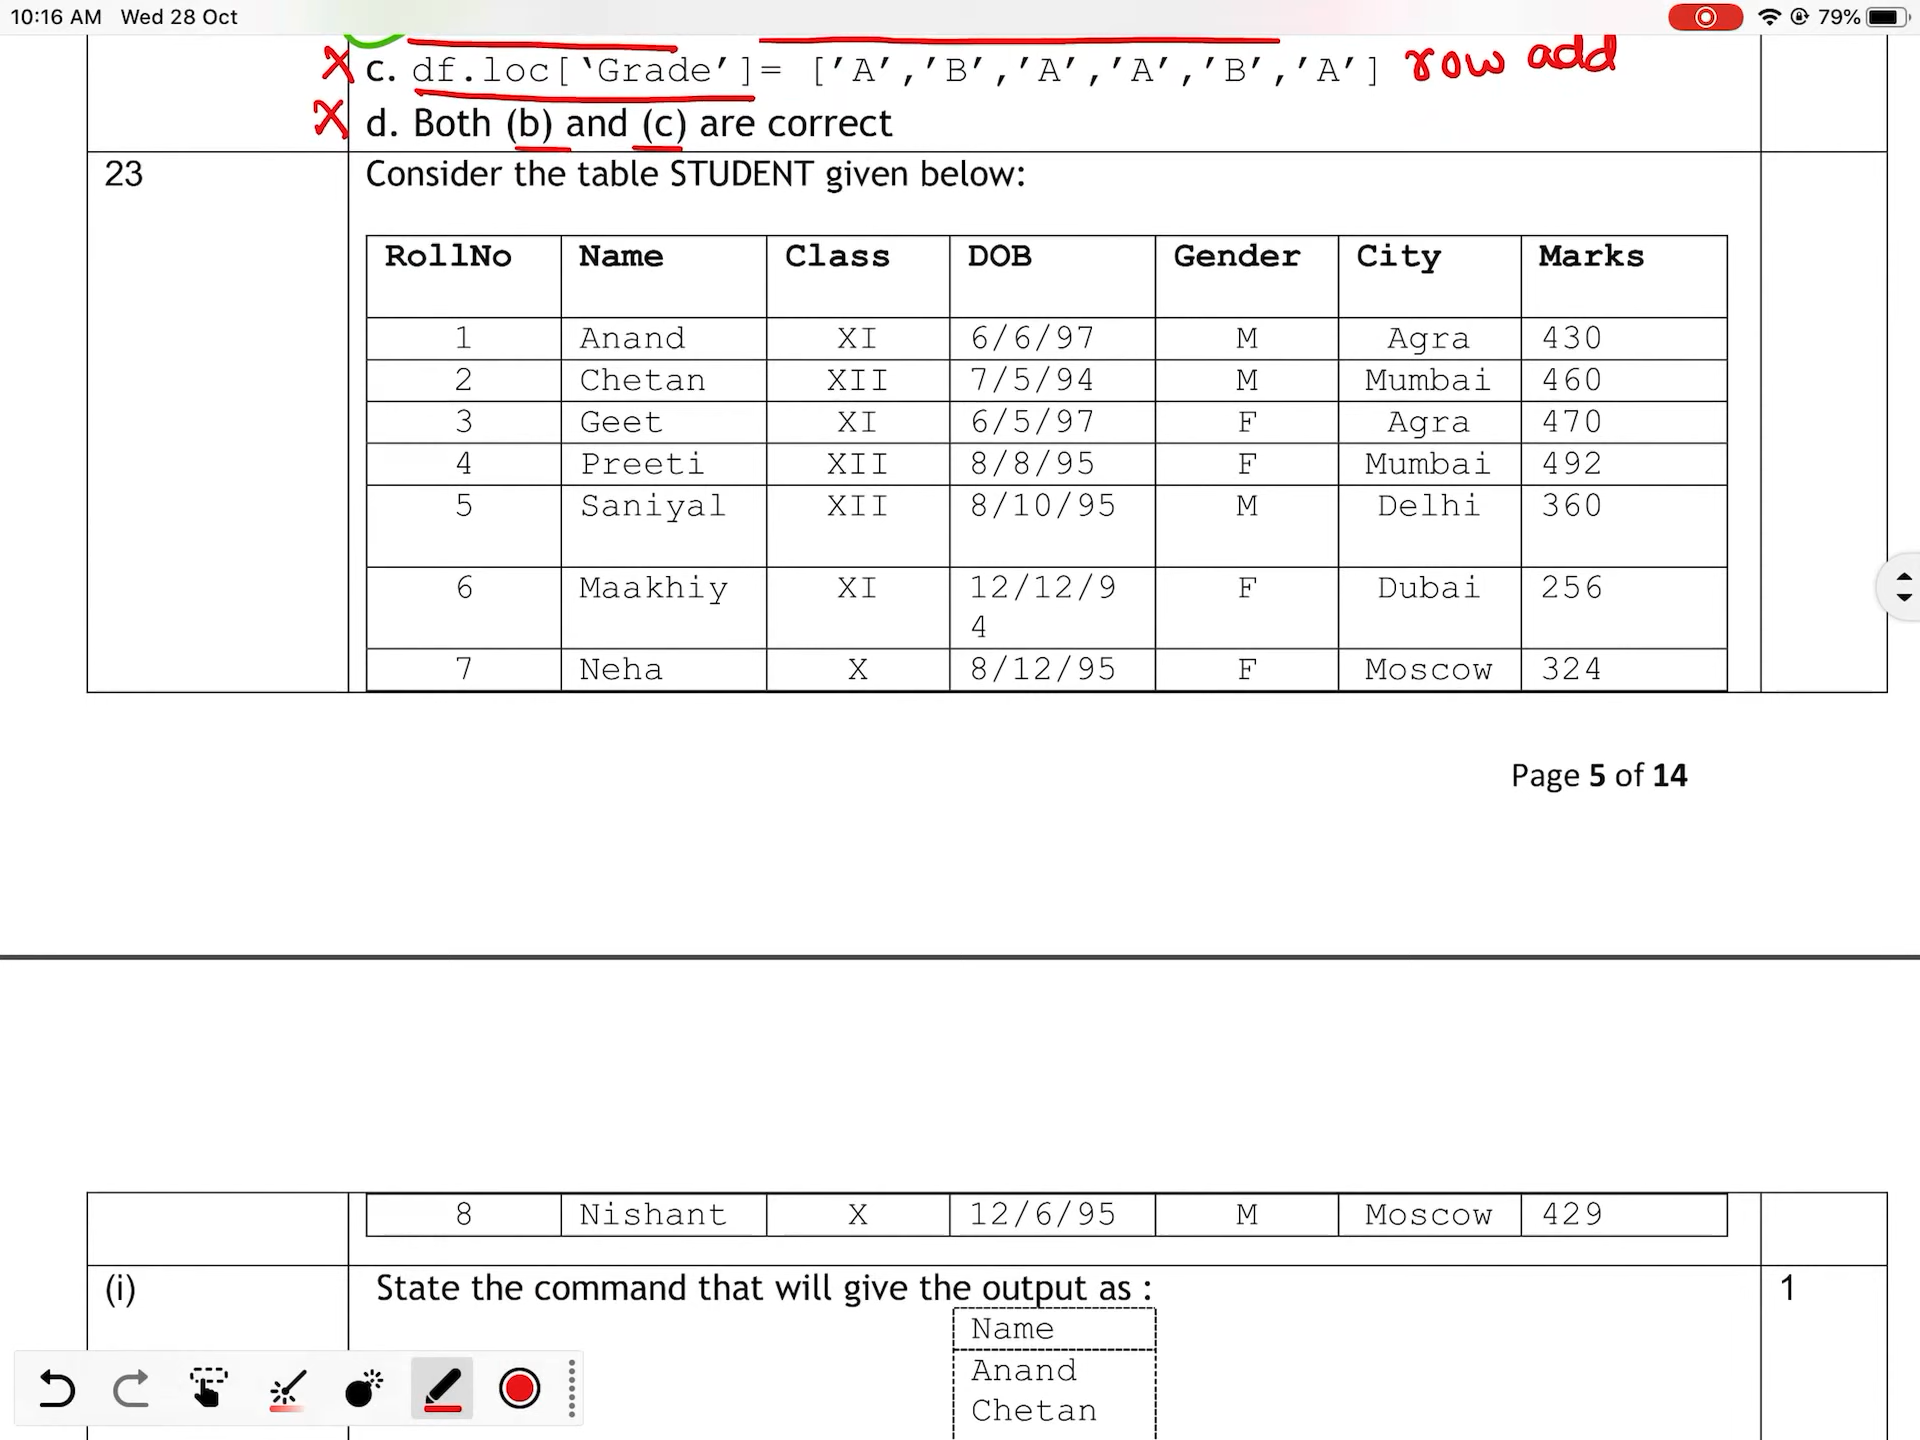 10:16 AM Wed 28 Oct 79%
X c. df.loc[‘Grade’]= [’A’,’B’,’A’,’A’,’B’,’A’] row add
X d. Both (b) and (c) are correct
23 Consider the table STUDENT given below:
RollNo Name Class DOB Gender City Marks
1 Anand XI 6/6/97 M Agra 430
2 Chetan XII 7/5/94 M Mumbai 460
3 Geet XI 6/5/97 F Agra 470
4 Preeti XII 8/8/95 F Mumbai 492
5 Saniyal XII 8/10/95 M Delhi 360
6 Maakhiy XI 12/12/9 F Dubai 256
4
7 Neha X 8/12/95 F Moscow 324
Page 5 of 14
8 Nishant X 12/6/95 M Moscow 429
(i) State the command that will give the output as : 1
Name
Anand
Chetan